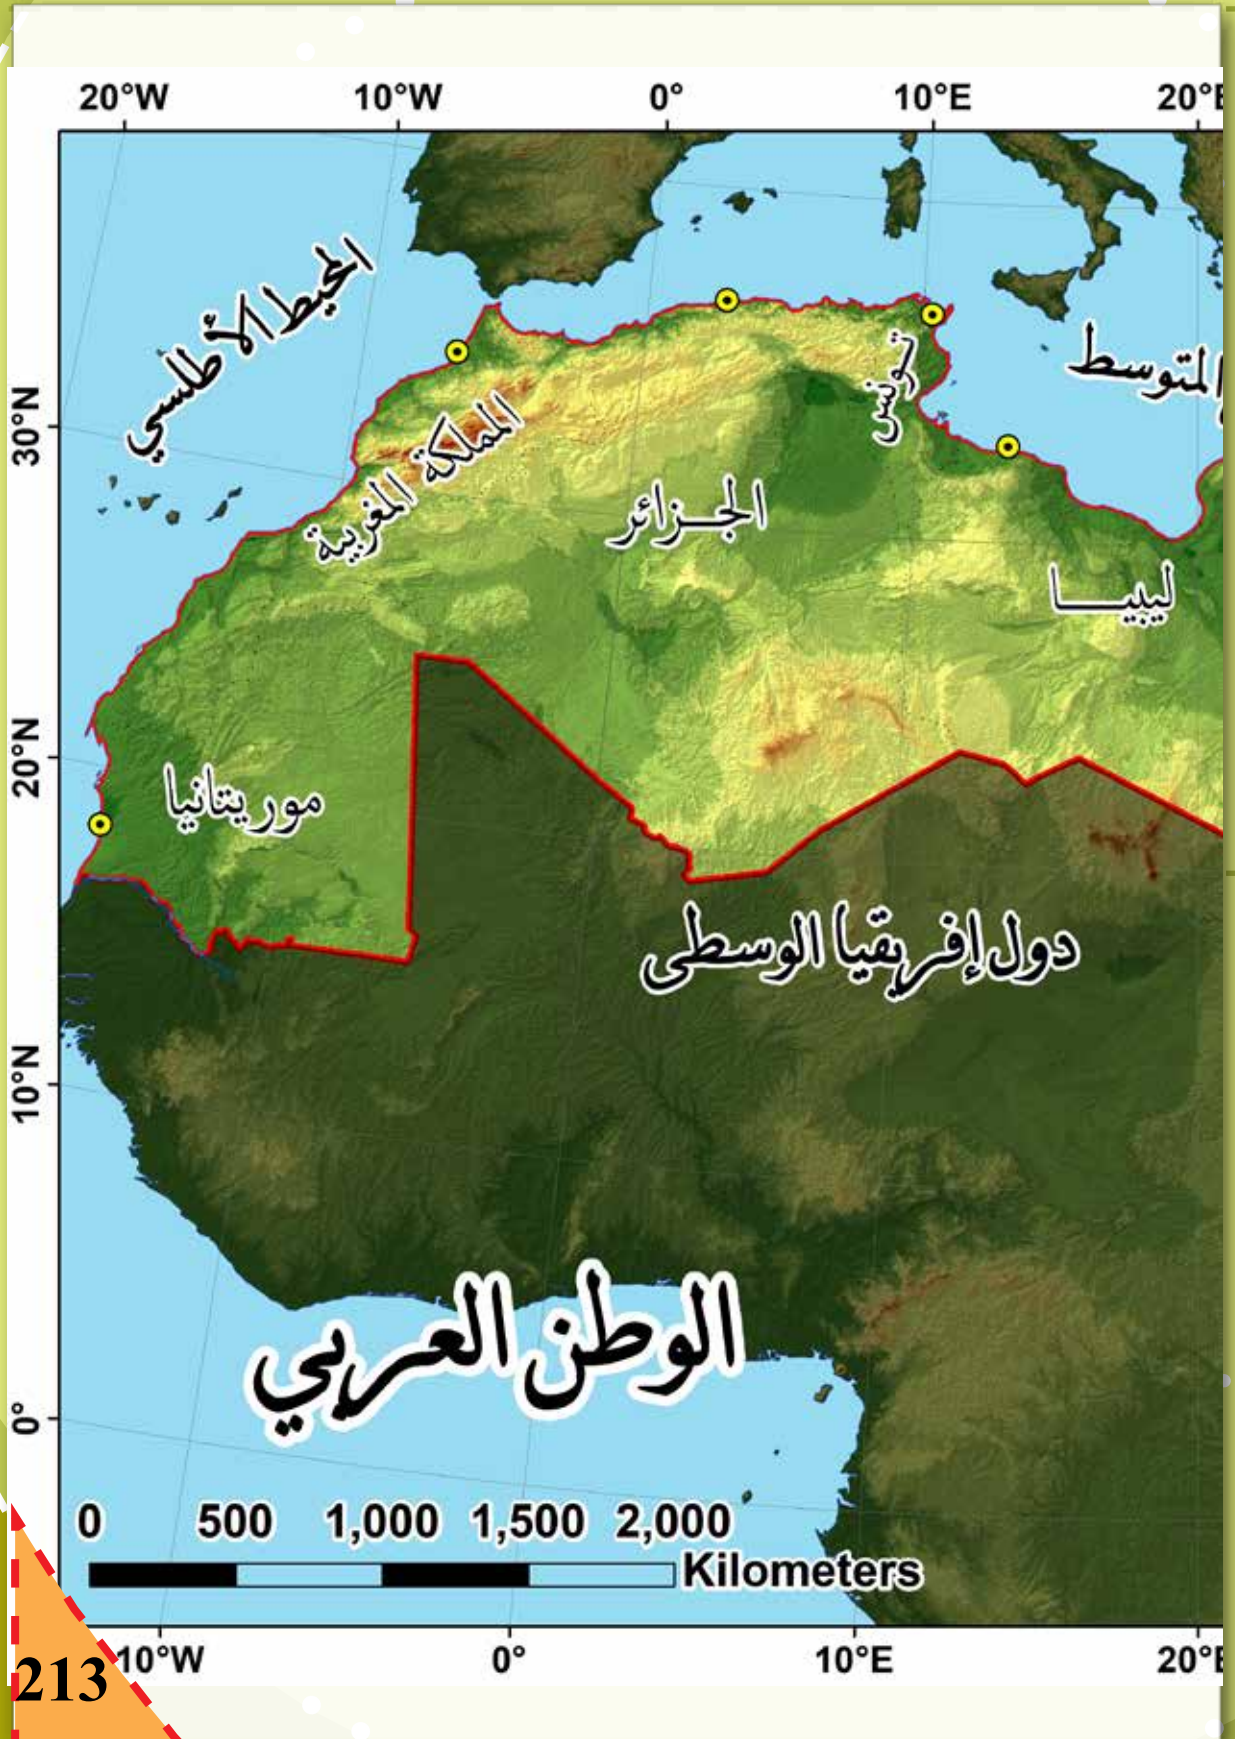 20°W 10°W 0° 10°E 20°E
المحيط الأطلسي
المتوسط
30°N
تونس
المملكة المغربية
الجزائر
ليبيا
20°N
موريتانيا
دول إفريقيا الوسطى
10°N
الوطن العربي
0°
0 500 1,000 1,500 2,000
Kilometers
10°W 0° 10°E 20°E
213